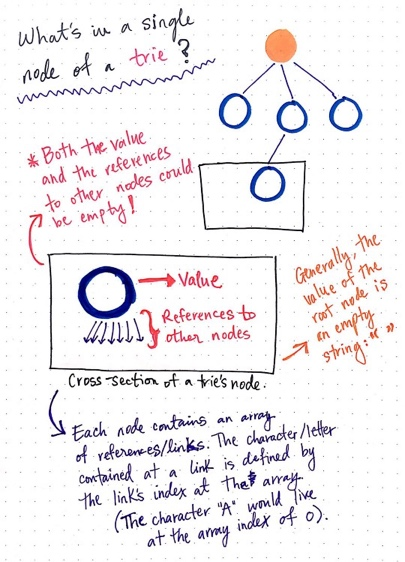 What's in a single
node of a trie?
* Both the value
and the references
to other nodes could
be empty!
Value
References to
other nodes
Generally, the
value of the
root node is
an empty
string: " ".
Cross-section of a trie's node.
Each node contains an array
of references/links. The character/letter
contained at a link is defined by
the link's index at the array.
(The character "A" would live
at the array index of 0).